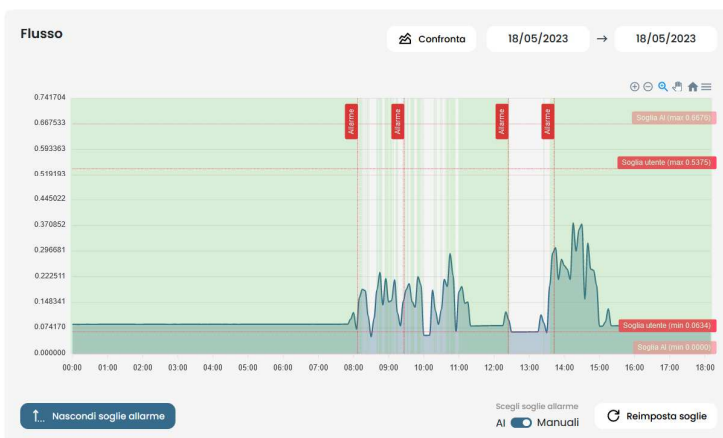 Flusso
Confronta
18/05/2023 → 18/05/2023
0.741704
0.667533
0.593363
0.519193
0.445022
0.370852
0.296681
0.222511
0.148341
0.074170
0.000000
Allarme
Allarme
Allarme
Allarme
Soglia AI (max 0.6670)
Soglia utente (max 0.5375)
Soglia utente (min 0.0634)
Soglia AI (min 0.0000)
00:00 01:00 02:00 03:00 04:00 05:00 06:00 07:00 08:00 09:00 10:00 11:00 12:00 13:00 14:00 15:00 16:00 17:00 18:00
Nascondi soglie allarme
Scegli soglie allarme
AI Manuali
Reimposta soglie